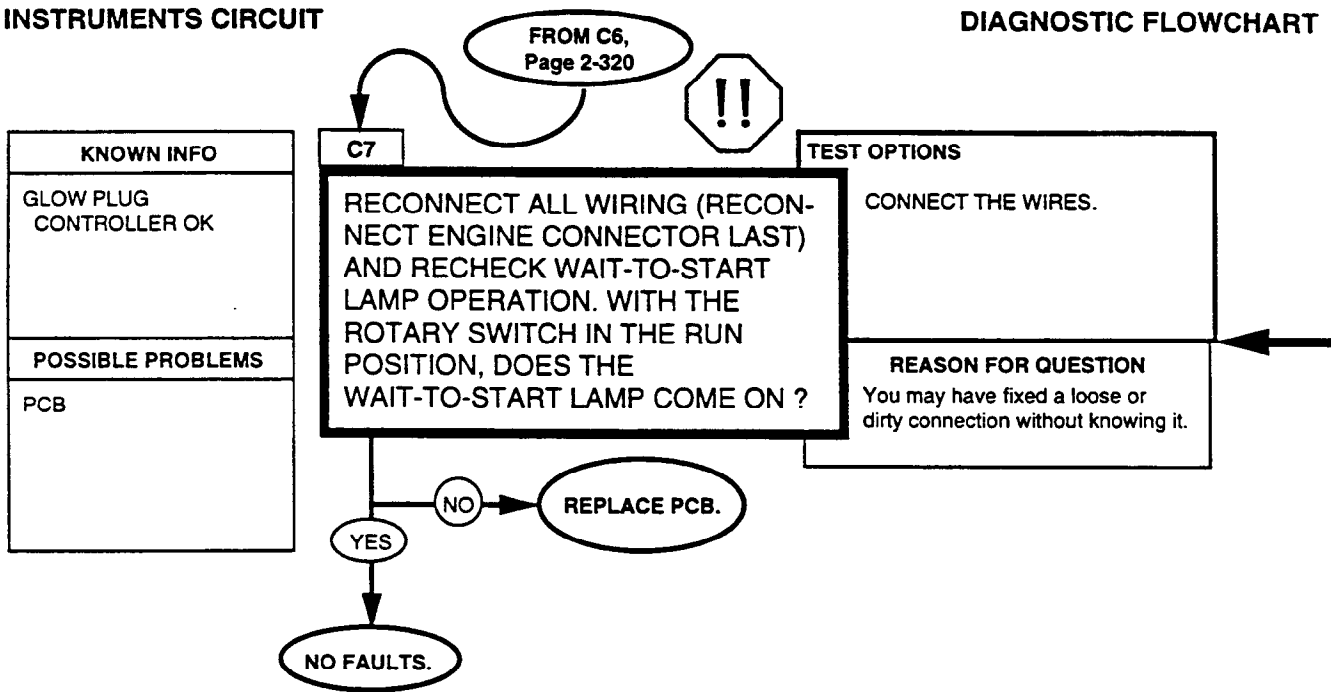 INSTRUMENTS CIRCUIT
DIAGNOSTIC FLOWCHART
FROM C6,
Page 2-320
!!
KNOWN INFO
GLOW PLUG
CONTROLLER OK
POSSIBLE PROBLEMS
PCB
C7
RECONNECT ALL WIRING (RECON-
NECT ENGINE CONNECTOR LAST)
AND RECHECK WAIT-TO-START
LAMP OPERATION. WITH THE
ROTARY SWITCH IN THE RUN
POSITION, DOES THE
WAIT-TO-START LAMP COME ON ?
TEST OPTIONS
CONNECT THE WIRES.
REASON FOR QUESTION
You may have fixed a loose or
dirty connection without knowing it.
NO
REPLACE PCB.
YES
NO FAULTS.